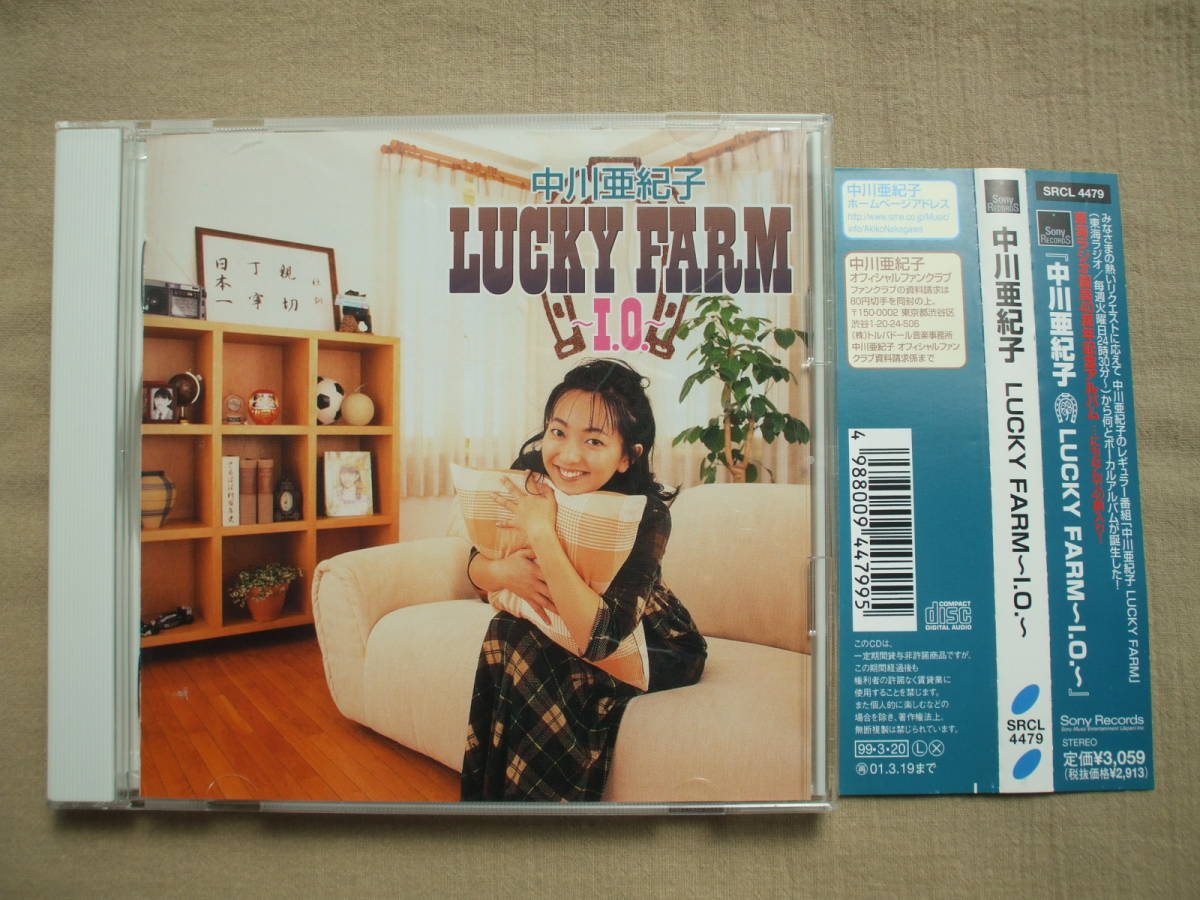 中川亜紀子
LUCKY FARM
~I.O.~
社訓
親切
丁寧
日本一
中川亜紀子
ホームページアドレス
http://www.sme.co.jp/Music/
info/AkikoNakagawa
中川亜紀子
オフィシャルファンクラブ
ファンクラブの資料請求は
80円切手を同封の上。
〒150-0002 東京都渋谷区
渋谷1-20-24-506
(株)トルバドール音楽事務所
中川亜紀子 オフィシャルファン
クラブ資料請求係まで
4 988009 447995
COMPACT
disc
DIGITAL AUDIO
このCDは、
一定期間貸与非許諾商品ですが、
この期間経過後も
権利者の許諾なく賃貸業に
使用することを禁じます。
また個人的に楽しむなどの
場合を除き、著作権法上、
無断複製は禁じられています。
99・3・20 Ⓛ Ⓧ
01.3.19まで
Sony
RECORDS
中川亜紀子 LUCKY FARM~I.O.~
SRCL
4479
SRCL 4479
みなさまの熱いリクエストに応えて 中川亜紀子のレギュラー番組「中川亜紀子 LUCKY FARM」
(東海ラジオ/毎週火曜日24時30分~)から何とボーカルアルバムが誕生した!
Sony
RECORDS
『中川亜紀子 LUCKY FARM~I.O.~』
Sony Records
Sony Music Entertainment (Japan) Inc.
STEREO
定価¥3,059
(税抜価格¥2,913)